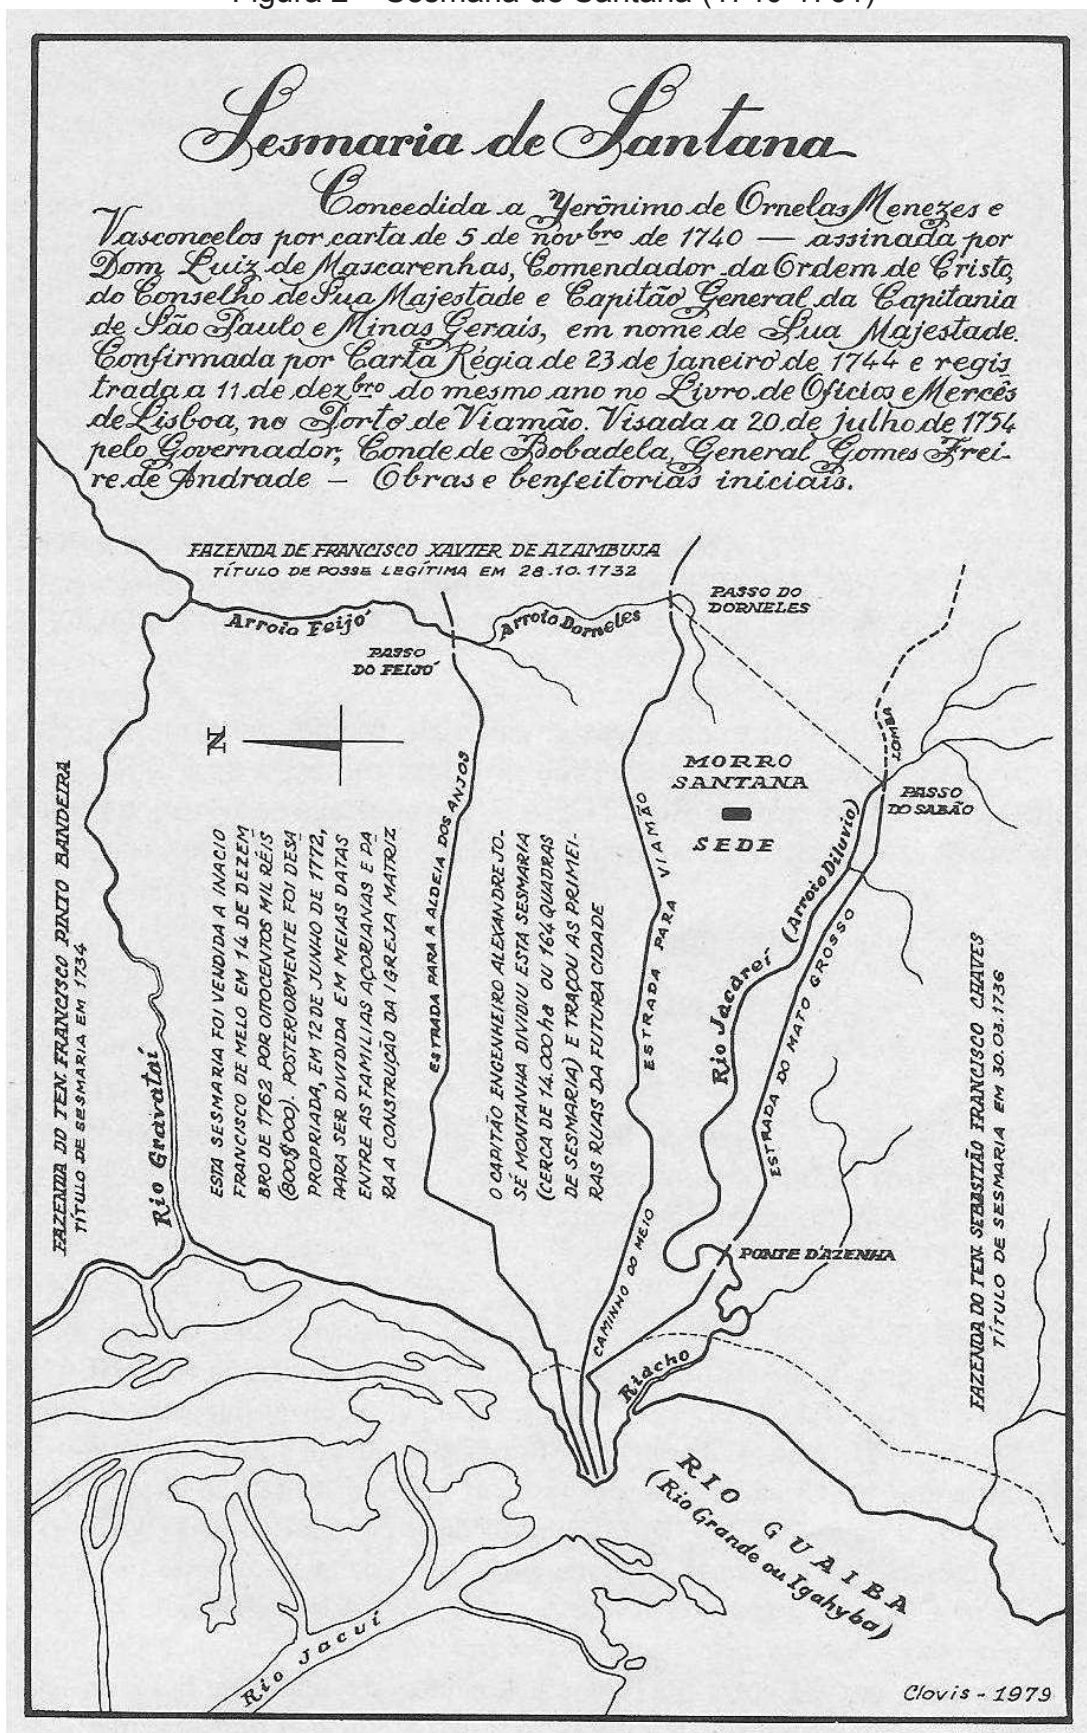 Sesmaria de Santana
Concedida a Yerônimo de Ornelas Menezes e
Vasconcelos por carta de 5 de novbro de 1740 — assinada por
Dom Luiz de Mascarenhas, Comendador da Ordem de Cristo,
do Conselho de Sua Majestade e Capitão General da Capitania
de São Paulo e Minas Gerais, em nome de Sua Majestade.
Confirmada por Carta Régia de 23 de janeiro de 1744 e regis
trada a 11 de dezbro do mesmo ano no Livro de Ofícios e Mercês
de Lisboa, no Porto de Viamão. Visada a 20 de julho de 1754
pelo Governador, Conde de Bobadela, General Gomes Frei-
re de Andrade – Obras e benfeitorias iniciais.
FAZENDA DE FRANCISCO XAVIER DE AZAMBUJA
TÍTULO DE POSSE LEGÍTIMA EM 28.10.1732
PASSO DO
DORNELES
Arroio Feijó
Arroio Dorneles
PASSO
DO FEIJÓ
N
LOMBA
MORRO
SANTANA
SEDE
PASSO
DO SABÃO
FAZENDA DO TEN. FRANCISCO PINTO BANDEIRA
TÍTULO DE SESMARIA EM 1734
Rio Gravataí
ESTA SESMARIA FOI VENDIDA A INACIO
FRANCISCO DE MELO EM 14 DE DEZEM
BRO DE 1762 POR OITOCENTOS MIL RÉIS
(800$000). POSTERIORMENTE FOI DESA
PROPRIADA, EM 12 DE JUNHO DE 1772,
PARA SER DIVIDIDA EM MEIAS DATAS
ENTRE AS FAMILIAS AÇORIANAS E PA
RA A CONSTRUÇÃO DA IGREJA MATRIZ
ESTRADA PARA A ALDEIA DOS ANJOS
O CAPITÃO ENGENHEIRO ALEXANDRE JO-
SÉ MONTANHA DIVIDIU ESTA SESMARIA
(CERCA DE 14.000 ha OU 164 QUADRAS
DE SESMARIA) E TRAÇOU AS PRIMEI-
RAS RUAS DA FUTURA CIDADE
ESTRADA PARA VIAMÃO
CAMINHO DO MEIO
Rio Jacareí (Arroio Diluvio)
ESTRADA DO MATO GROSSO
PONTE D'AZENHA
FAZENDA DO TEN. SEBASTIÃO FRANCISCO CHAVES
TÍTULO DE SESMARIA EM 30.03.1736
Riacho
RIO GUAIBA
(Rio Grande ou Igahyba)
Rio Jacuí
Clovis - 1979